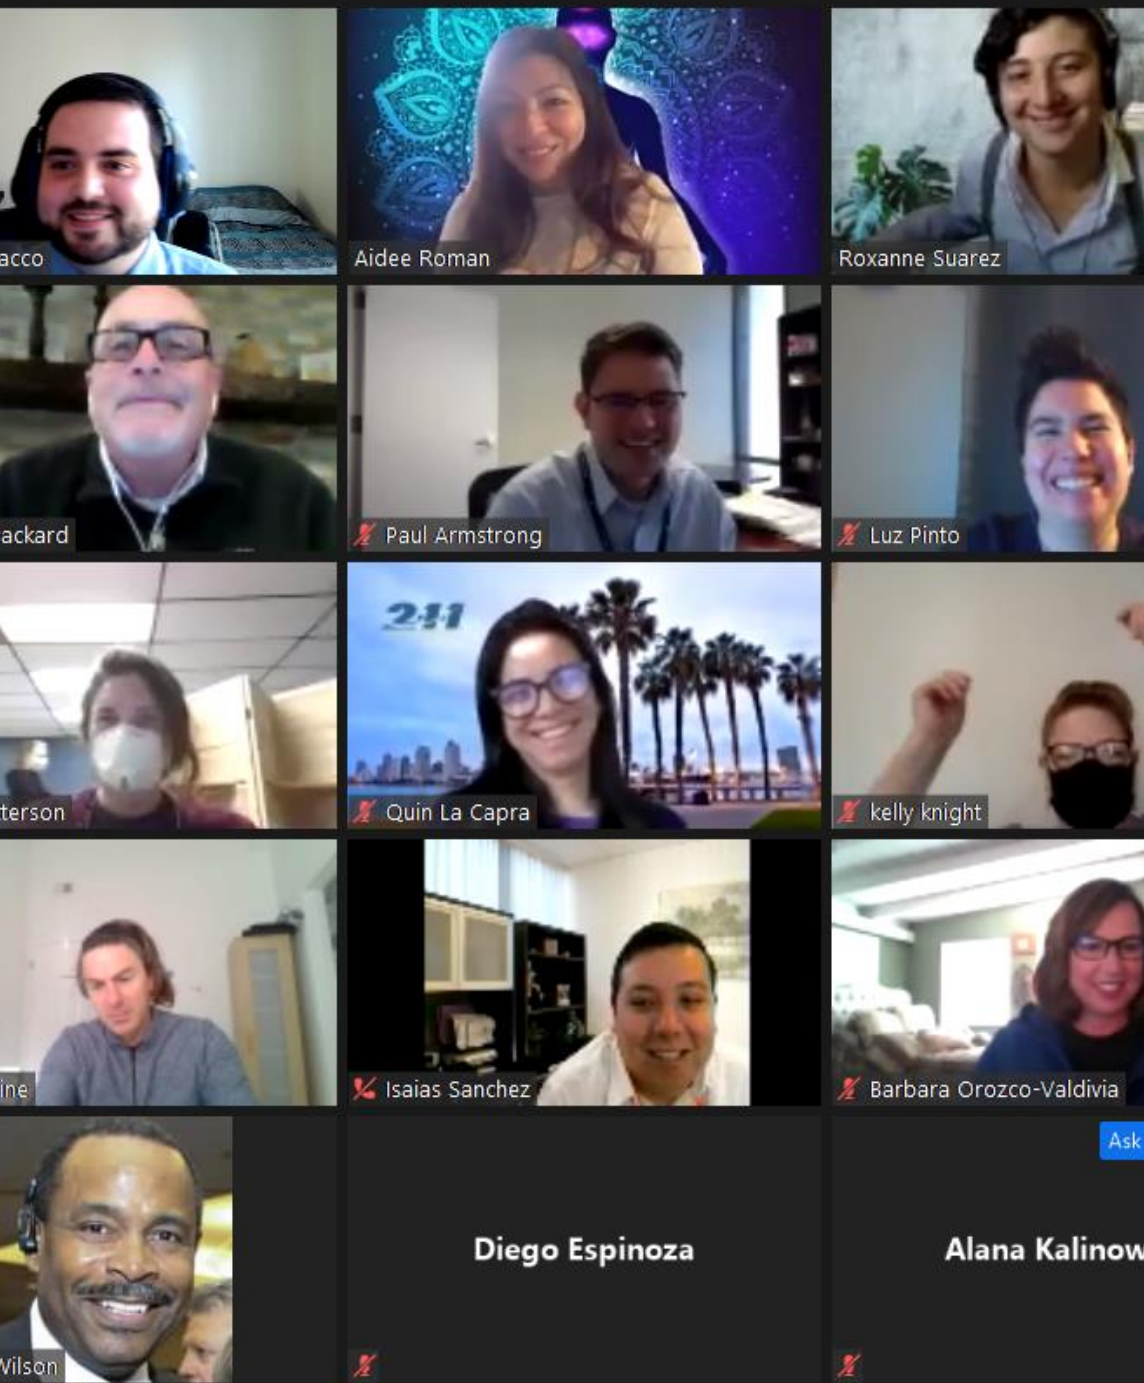 acco
Aidee Roman
Roxanne Suarez
ackard
Paul Armstrong
Luz Pinto
terson
211
Quin La Capra
kelly knight
ine
Isaias Sanchez
Barbara Orozco-Valdivia
Ask
Wilson
Diego Espinoza
Alana Kalinow